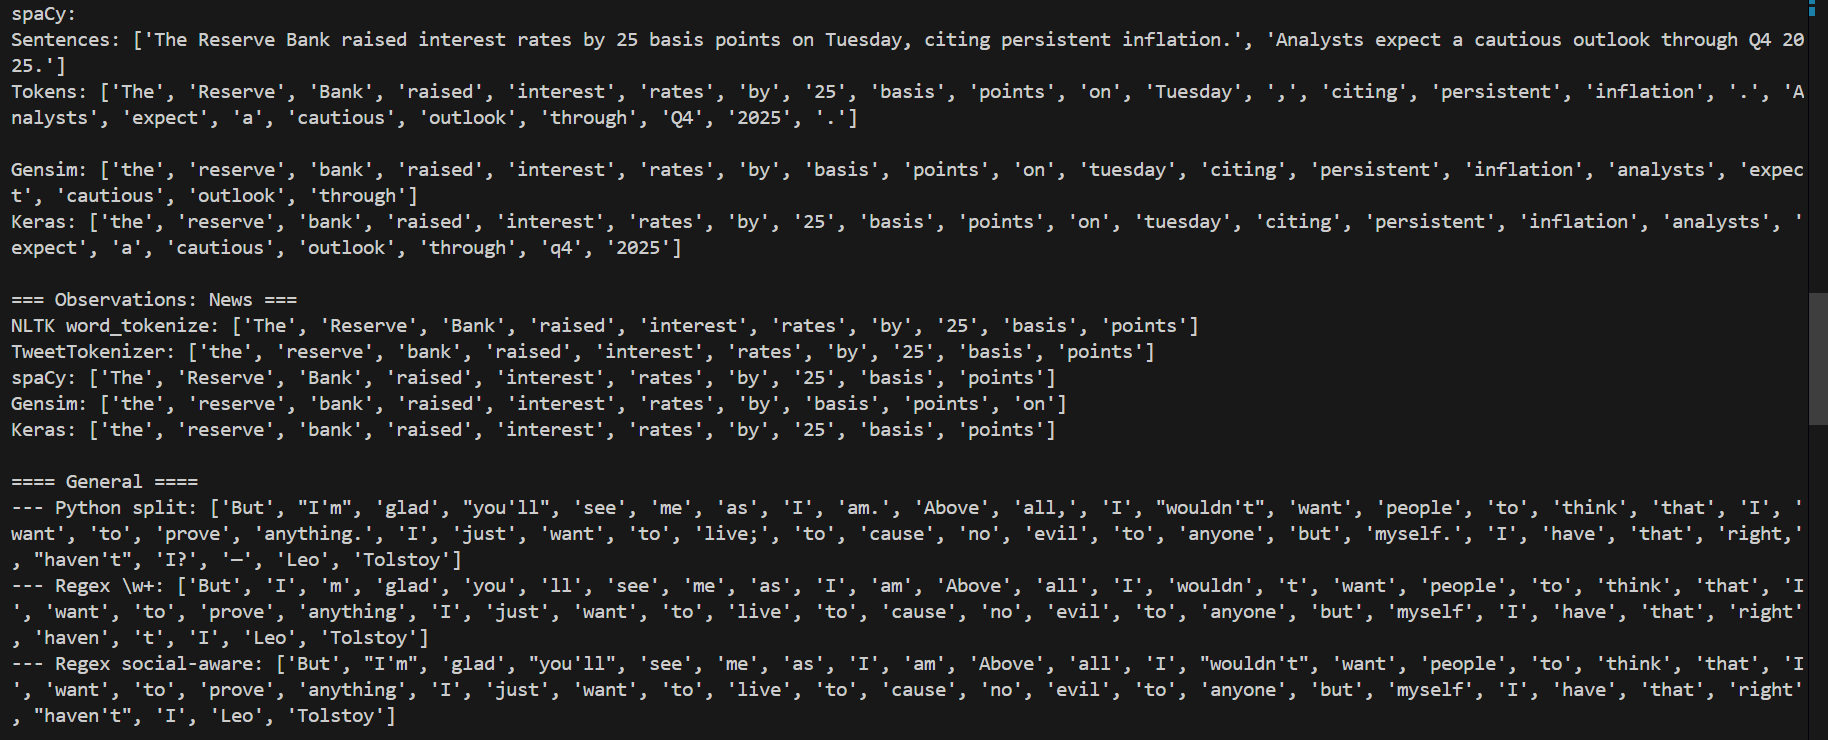 spaCy:
Sentences: ['The Reserve Bank raised interest rates by 25 basis points on Tuesday, citing persistent inflation.', 'Analysts expect a cautious outlook through Q4 20
25.']
Tokens: ['The', 'Reserve', 'Bank', 'raised', 'interest', 'rates', 'by', '25', 'basis', 'points', 'on', 'Tuesday', ',', 'citing', 'persistent', 'inflation', '.', 'A
nalysts', 'expect', 'a', 'cautious', 'outlook', 'through', 'Q4', '2025', '.']

Gensim: ['the', 'reserve', 'bank', 'raised', 'interest', 'rates', 'by', 'basis', 'points', 'on', 'tuesday', 'citing', 'persistent', 'inflation', 'analysts', 'expec
t', 'cautious', 'outlook', 'through']
Keras: ['the', 'reserve', 'bank', 'raised', 'interest', 'rates', 'by', '25', 'basis', 'points', 'on', 'tuesday', 'citing', 'persistent', 'inflation', 'analysts', '
expect', 'a', 'cautious', 'outlook', 'through', 'q4', '2025']

=== Observations: News ===
NLTK word_tokenize: ['The', 'Reserve', 'Bank', 'raised', 'interest', 'rates', 'by', '25', 'basis', 'points']
TweetTokenizer: ['the', 'reserve', 'bank', 'raised', 'interest', 'rates', 'by', '25', 'basis', 'points']
spaCy: ['The', 'Reserve', 'Bank', 'raised', 'interest', 'rates', 'by', '25', 'basis', 'points']
Gensim: ['the', 'reserve', 'bank', 'raised', 'interest', 'rates', 'by', 'basis', 'points', 'on']
Keras: ['the', 'reserve', 'bank', 'raised', 'interest', 'rates', 'by', '25', 'basis', 'points']

==== General ====
--- Python split: ['But', "I'm", 'glad', "you'll", 'see', 'me', 'as', 'I', 'am.', 'Above', 'all,', 'I', "wouldn't", 'want', 'people', 'to', 'think', 'that', 'I', '
want', 'to', 'prove', 'anything.', 'I', 'just', 'want', 'to', 'live;', 'to', 'cause', 'no', 'evil', 'to', 'anyone', 'but', 'myself.', 'I', 'have', 'that', 'right,'
, "haven't", 'I?', '—', 'Leo', 'Tolstoy']
--- Regex \w+: ['But', 'I', 'm', 'glad', 'you', 'll', 'see', 'me', 'as', 'I', 'am', 'Above', 'all', 'I', 'wouldn', 't', 'want', 'people', 'to', 'think', 'that', 'I
', 'want', 'to', 'prove', 'anything', 'I', 'just', 'want', 'to', 'live', 'to', 'cause', 'no', 'evil', 'to', 'anyone', 'but', 'myself', 'I', 'have', 'that', 'right'
, 'haven', 't', 'I', 'Leo', 'Tolstoy']
--- Regex social-aware: ['But', "I'm", 'glad', "you'll", 'see', 'me', 'as', 'I', 'am', 'Above', 'all', 'I', "wouldn't", 'want', 'people', 'to', 'think', 'that', 'I
', 'want', 'to', 'prove', 'anything', 'I', 'just', 'want', 'to', 'live', 'to', 'cause', 'no', 'evil', 'to', 'anyone', 'but', 'myself', 'I', 'have', 'that', 'right'
, "haven't", 'I', 'Leo', 'Tolstoy']